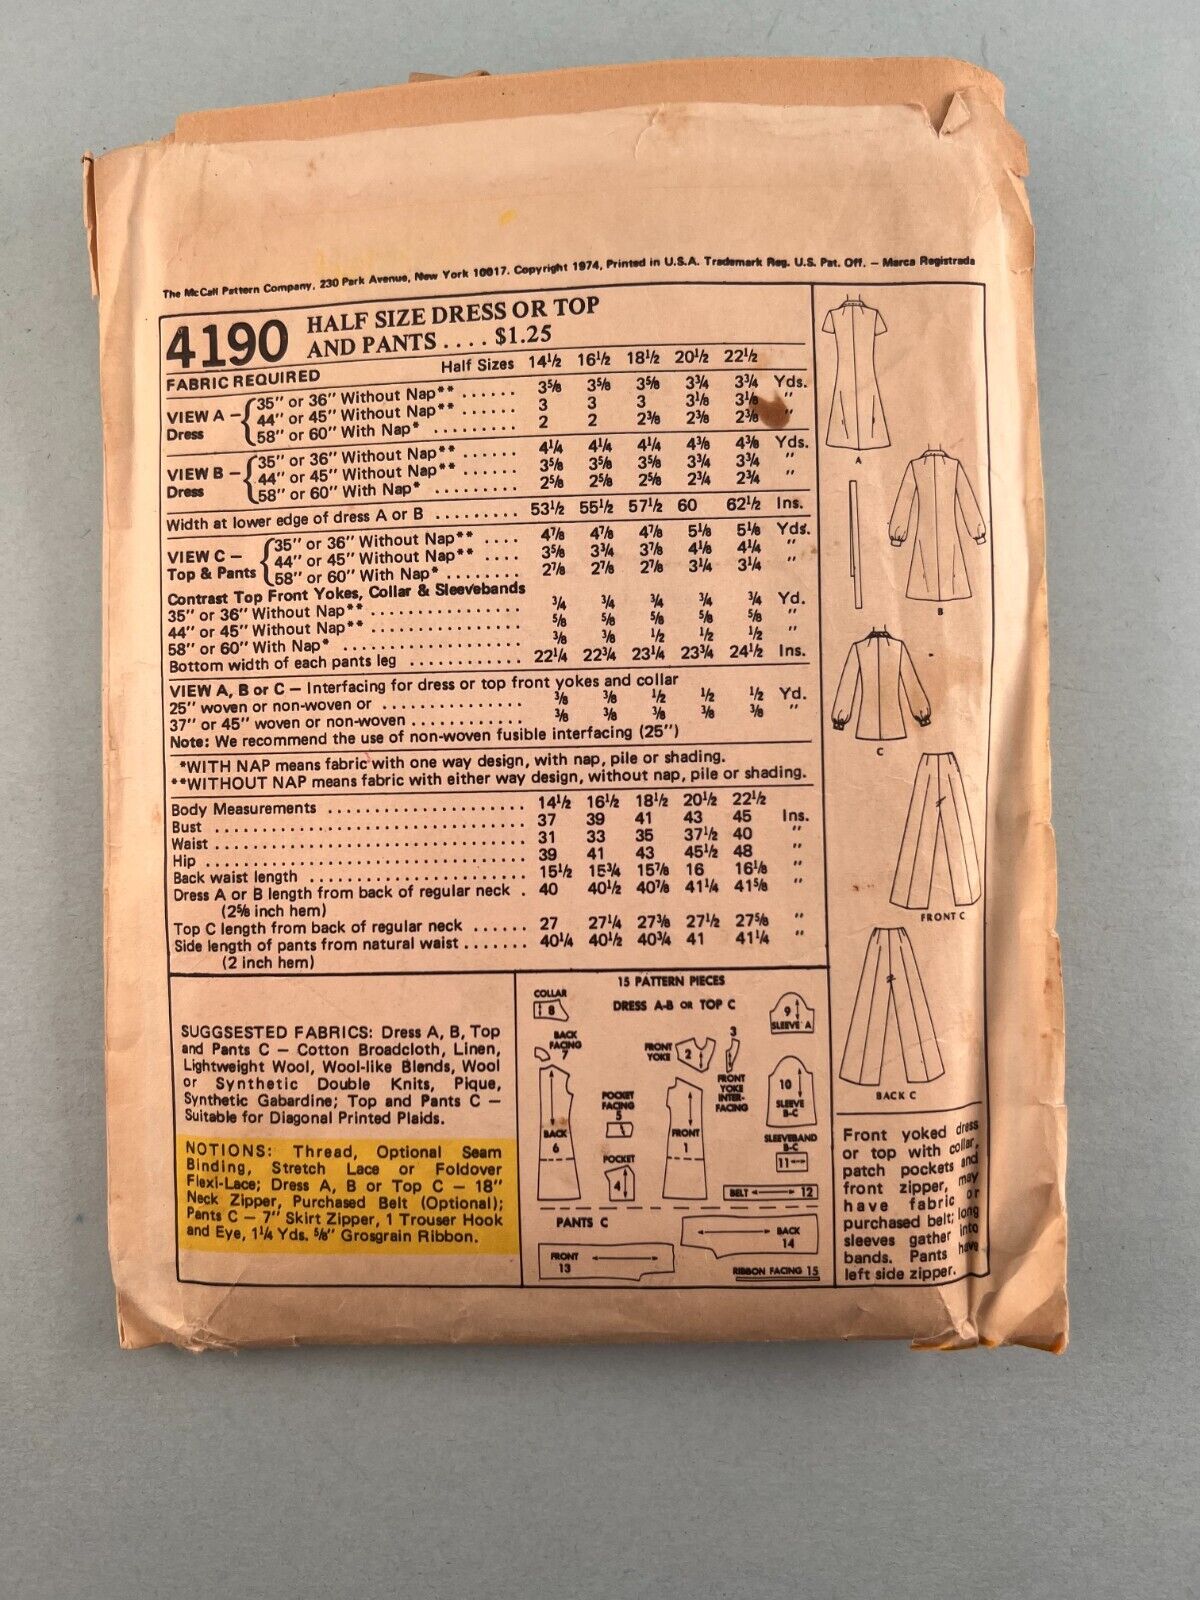 The McCall Pattern Company, 230 Park Avenue, New York 10017. Copyright 1974, Printed in U.S.A. Trademark Reg. U.S. Pat. Off. — Marca Registrada
4190 HALF SIZE DRESS OR TOP
AND PANTS .... $1.25
Half Sizes 14½ 16½ 18½ 20½ 22½
FABRIC REQUIRED
35" or 36" Without Nap** ...... 3⅝ 3⅝ 3⅝ 3¾ 3¾ Yds.
VIEW A – 44" or 45" Without Nap** ...... 3 3 3 3⅛ 3⅛ "
Dress 58" or 60" With Nap* ......... 2 2 2⅜ 2⅜ 2⅜ "
35" or 36" Without Nap** ...... 4¼ 4¼ 4¼ 4⅜ 4⅜ Yds.
VIEW B – 44" or 45" Without Nap** ...... 3⅝ 3⅝ 3⅝ 3¾ 3¾ "
Dress 58" or 60" With Nap* ......... 2⅝ 2⅝ 2⅝ 2¾ 2¾ "
Width at lower edge of dress A or B ......... 53½ 55½ 57½ 60 62½ Ins.
35" or 36" Without Nap** .... 4⅞ 4⅞ 4⅞ 5⅛ 5⅛ Yds.
VIEW C – 44" or 45" Without Nap** .... 3⅝ 3¾ 3⅞ 4⅛ 4¼ "
Top & Pants 58" or 60" With Nap* ........ 2⅞ 2⅞ 2⅞ 3¼ 3¼ "
Contrast Top Front Yokes, Collar & Sleevebands
35" or 36" Without Nap** ................ ¾ ¾ ¾ ¾ ¾ Yd.
44" or 45" Without Nap** ................ ⅝ ⅝ ⅝ ⅝ ⅝ "
58" or 60" With Nap* ................... ⅜ ⅜ ½ ½ ½ "
Bottom width of each pants leg ............ 22¼ 22¾ 23¼ 23¾ 24½ Ins.
VIEW A, B or C – Interfacing for dress or top front yokes and collar
25" woven or non-woven or ............... ⅜ ⅜ ½ ½ ½ Yd.
37" or 45" woven or non-woven ............ ⅜ ⅜ ⅜ ⅜ ⅜ "
Note: We recommend the use of non-woven fusible interfacing (25")
*WITH NAP means fabric with one way design, with nap, pile or shading.
**WITHOUT NAP means fabric with either way design, without nap, pile or shading.
Body Measurements ..................... 14½ 16½ 18½ 20½ 22½
Bust ................................. 37 39 41 43 45 Ins.
Waist ................................ 31 33 35 37½ 40 "
Hip .................................. 39 41 43 45½ 48 "
Back waist length ....................... 15½ 15¾ 15⅞ 16 16⅛ "
Dress A or B length from back of regular neck . 40 40½ 40⅞ 41¼ 41⅝ "
(2⅝ inch hem)
Top C length from back of regular neck ...... 27 27¼ 27⅜ 27½ 27⅝ "
Side length of pants from natural waist ....... 40¼ 40½ 40¾ 41 41¼ "
(2 inch hem)
SUGGSESTED FABRICS: Dress A, B, Top
and Pants C – Cotton Broadcloth, Linen,
Lightweight Wool, Wool-like Blends, Wool
or Synthetic Double Knits, Pique,
Synthetic Gabardine; Top and Pants C –
Suitable for Diagonal Printed Plaids.
NOTIONS: Thread, Optional Seam
Binding, Stretch Lace or Foldover
Flexi-Lace; Dress A, B or Top C – 18"
Neck Zipper, Purchased Belt (Optional);
Pants C – 7" Skirt Zipper, 1 Trouser Hook
and Eye, 1¼ Yds. ⅝" Grosgrain Ribbon.
15 PATTERN PIECES
DRESS A-B OR TOP C
COLLAR
8
BACK
FACING
7
BACK
6
POCKET
FACING
5
POCKET
4
FRONT
YOKE
2
3
FRONT
YOKE
INTER-
FACING
FRONT
1
9
SLEEVE A
10
SLEEVE
B-C
SLEEVEBAND
B-C
11
BELT 12
PANTS C
FRONT
13
BACK
14
RIBBON FACING 15
A
B
C
FRONT C
BACK C
Front yoked dress
or top with collar,
patch pockets and
front zipper, may
have fabric or
purchased belt; long
sleeves gather into
bands. Pants have
left side zipper.